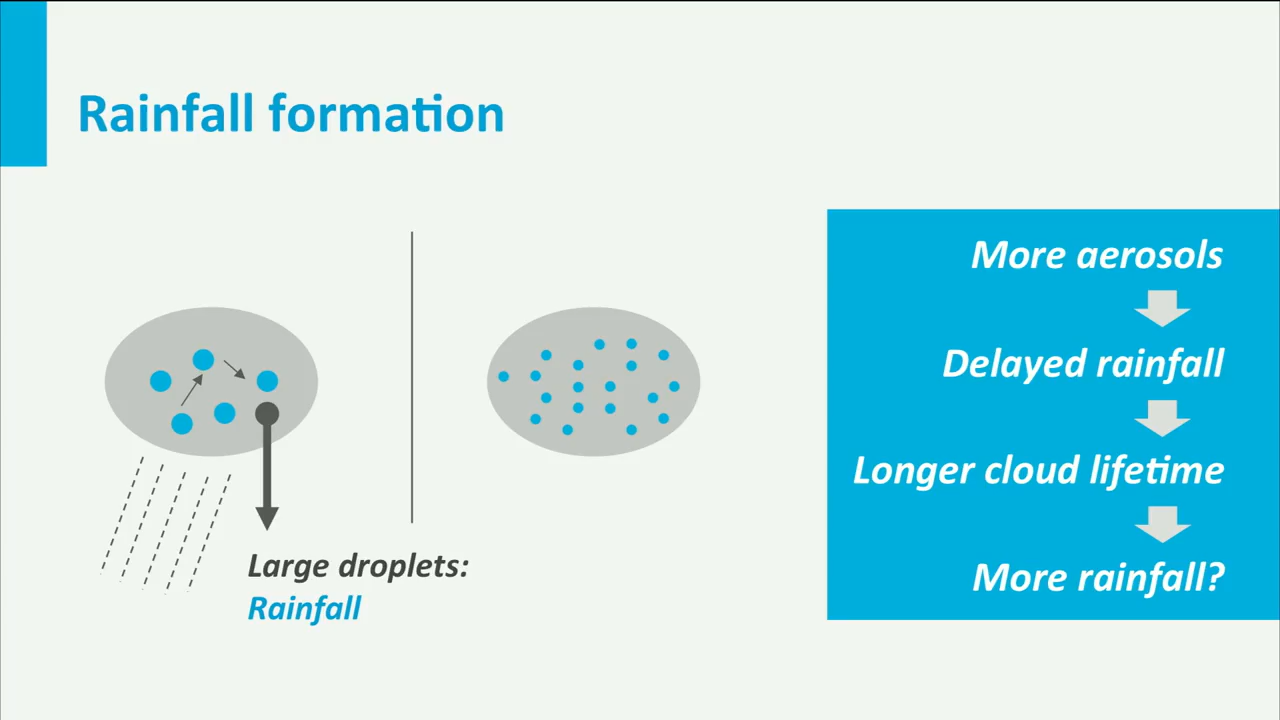 Rainfall formation
Large droplets:
Rainfall
More aerosols
Delayed rainfall
Longer cloud lifetime
More rainfall?